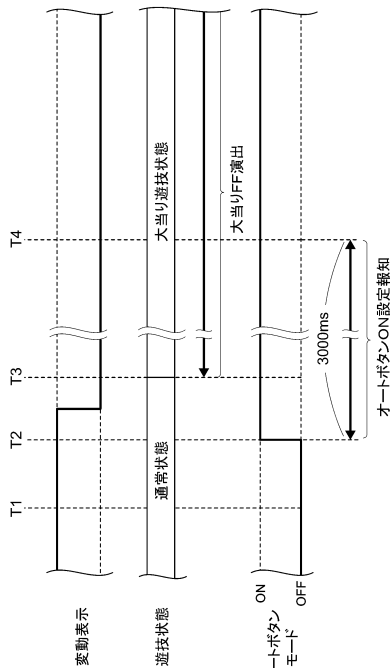 T1
T2
T3
T4
変動表示
遊技状態
通常状態
大当り遊技状態
大当りFF演出
ートボタン
モード
ON
OFF
3000ms
オートボタンON設定報知